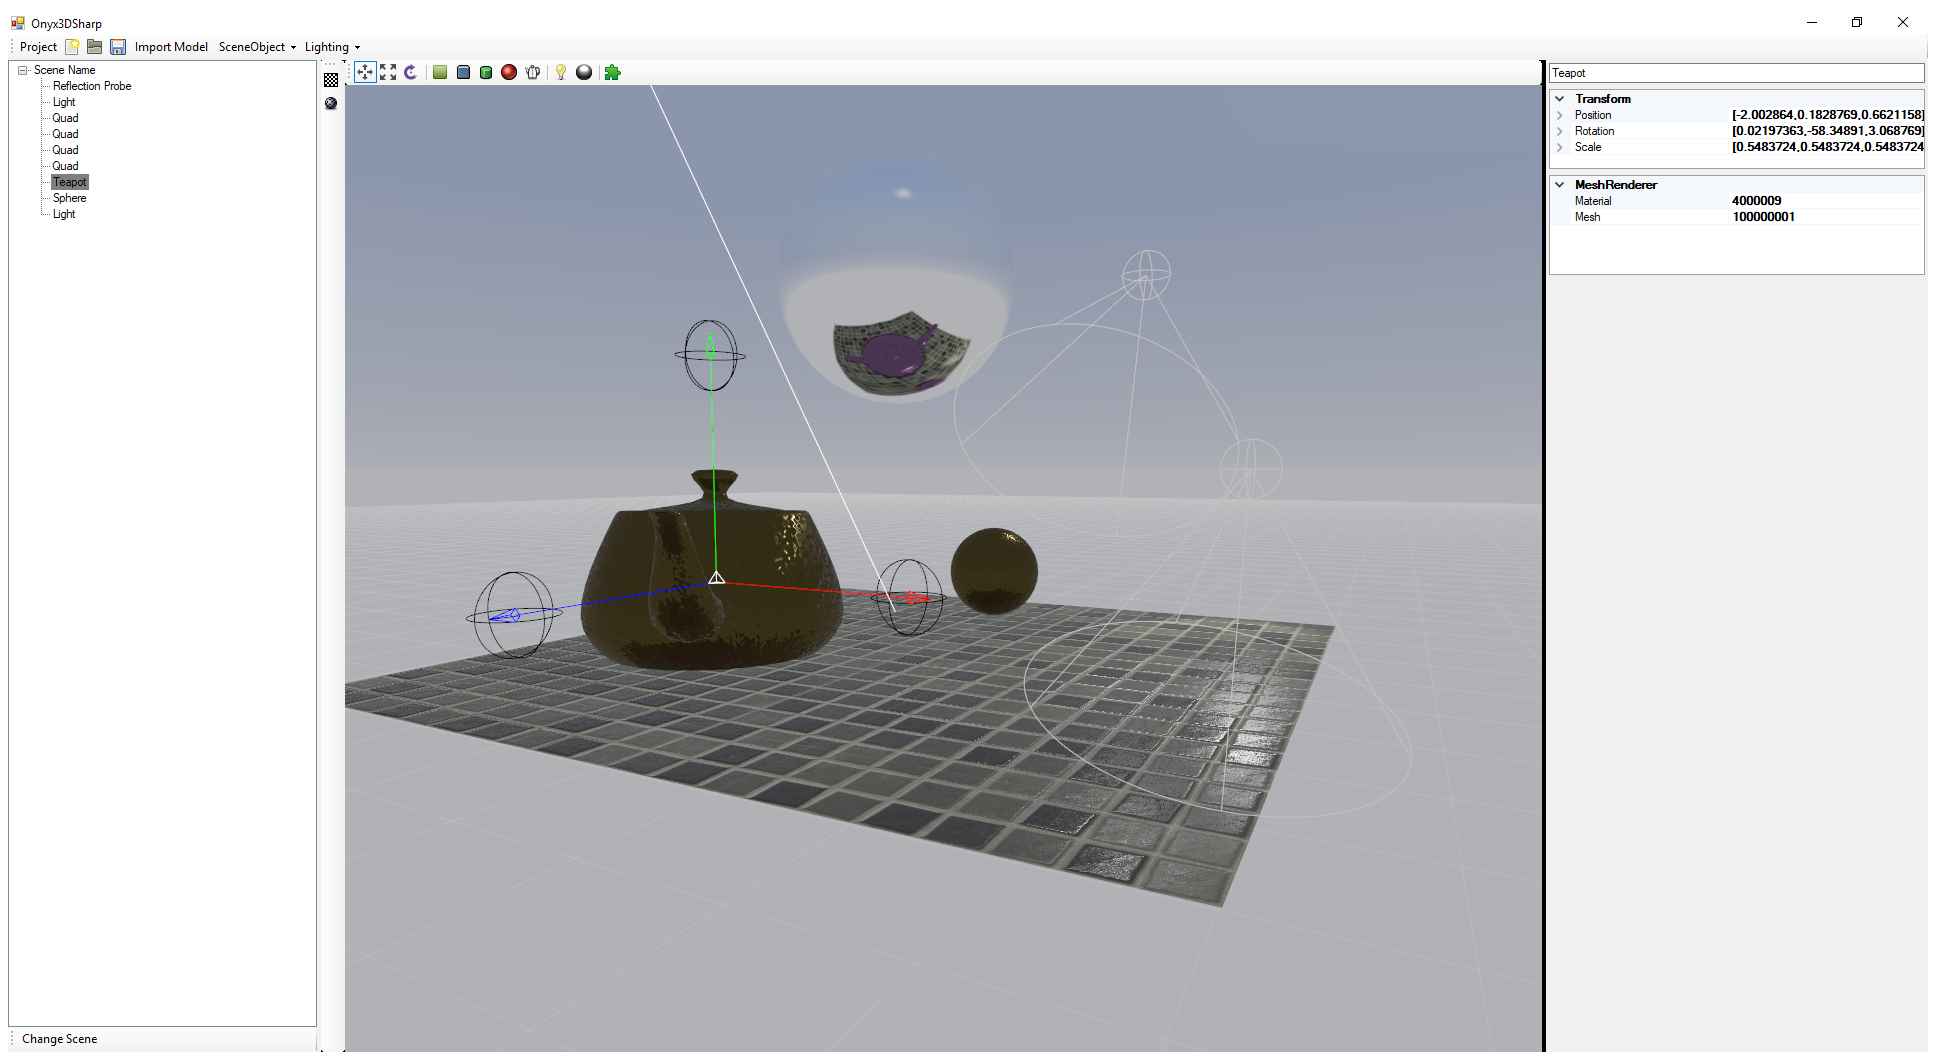 Onyx3DSharp
Project Import Model SceneObject Lighting
Scene Name
Reflection Probe
Light
Quad
Quad
Quad
Quad
Teapot
Sphere
Light
Change Scene
Teapot
Transform
Position [-2.002864,0.1828769,0.6621158]
Rotation [0.02197363,-58.34891,3.068769]
Scale [0.5483724,0.5483724,0.5483724
MeshRenderer
Material 4000009
Mesh 100000001